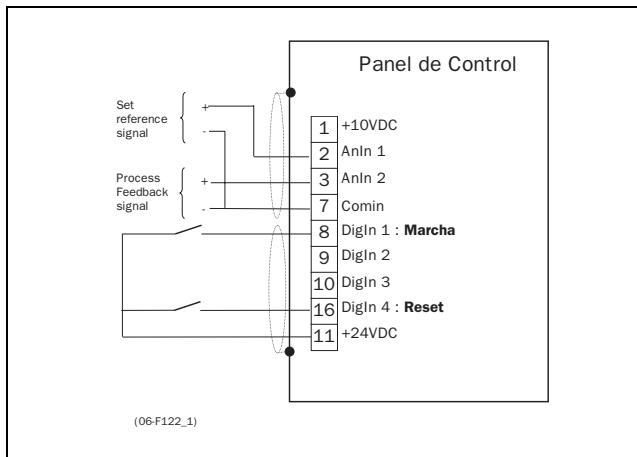 Panel de Control
Set
reference
signal
+
-
Process
Feedback
signal
+
-
1 +10VDC
2 AnIn 1
3 AnIn 2
7 Comin
8 DigIn 1 : Marcha
9 DigIn 2
10 DigIn 3
16 DigIn 4 : Reset
11 +24VDC
(06-F122_1)